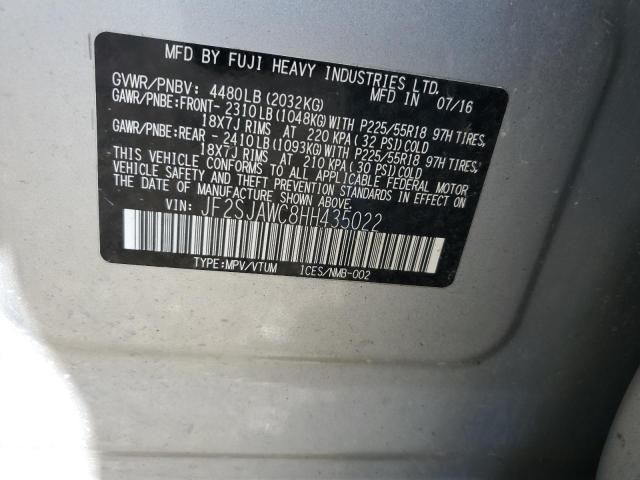 MFD BY FUJI HEAVY INDUSTRIES LTD.
GVWR/PNBV: 4480LB (2032KG) MFD IN 07/16
GAWR/PNBE:FRONT- 2310LB (1048KG) WITH P225/55R18 97H TIRES,
18X7J RIMS AT 220 KPA (32 PSI) COLD
GAWR/PNBE:REAR - 2410LB (1093KG) WITH P225/55R18 97H TIRES,
18X7J RIMS AT 210 KPA (30 PSI) COLD
THIS VEHICLE CONFORMS TO ALL APPLICABLE FEDERAL MOTOR
VEHICLE SAFETY AND THEFT PREVENTION STANDARDS IN EFFECT
ON THE DATE OF MANUFACTURE SHOWN ABOVE.
VIN: JF2SJAWC8HH435022
TYPE:MPV/VTUM ICES/NMB-002